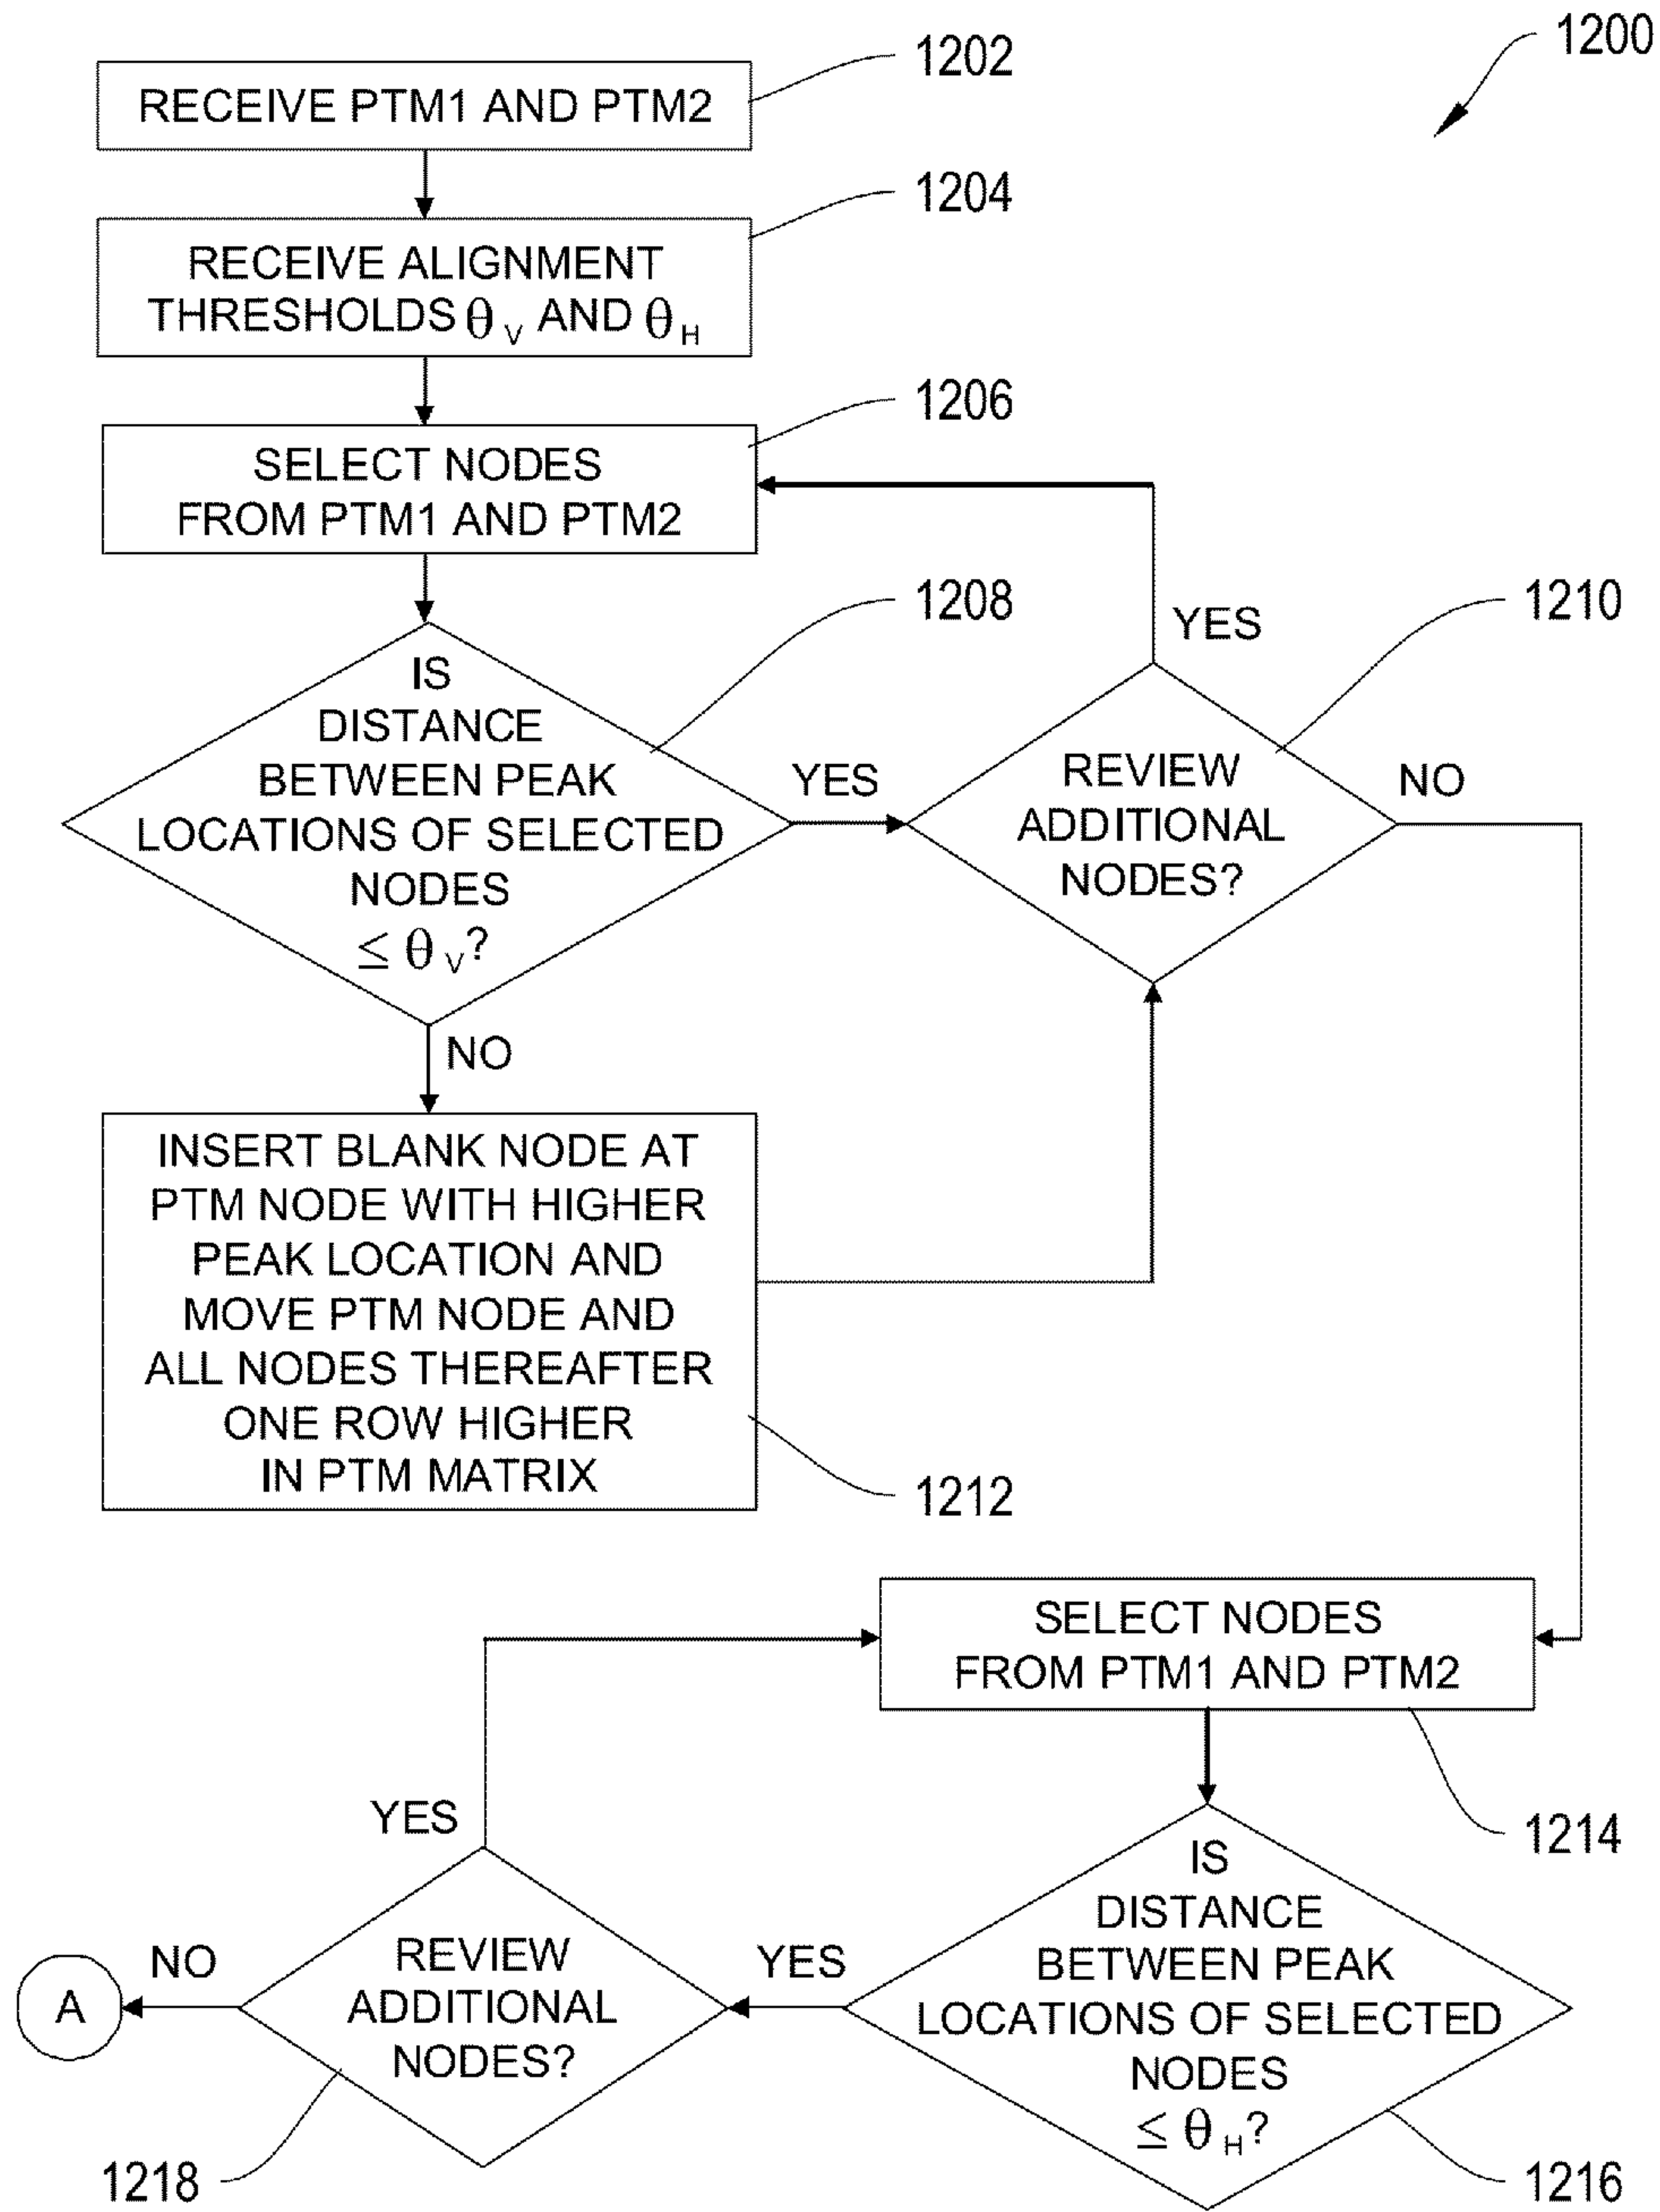 1200
1202
RECEIVE PTM1 AND PTM2
1204
RECEIVE ALIGNMENT
THRESHOLDS θV AND θH
1206
SELECT NODES
FROM PTM1 AND PTM2
1208
IS
DISTANCE
BETWEEN PEAK
LOCATIONS OF SELECTED
NODES
≤ θV?
YES
1210
YES
REVIEW
ADDITIONAL
NODES?
NO
NO
INSERT BLANK NODE AT
PTM NODE WITH HIGHER
PEAK LOCATION AND
MOVE PTM NODE AND
ALL NODES THEREAFTER
ONE ROW HIGHER
IN PTM MATRIX
1212
SELECT NODES
FROM PTM1 AND PTM2
1214
IS
DISTANCE
BETWEEN PEAK
LOCATIONS OF SELECTED
NODES
≤ θH?
1216
YES
YES
REVIEW
ADDITIONAL
NODES?
1218
NO
A